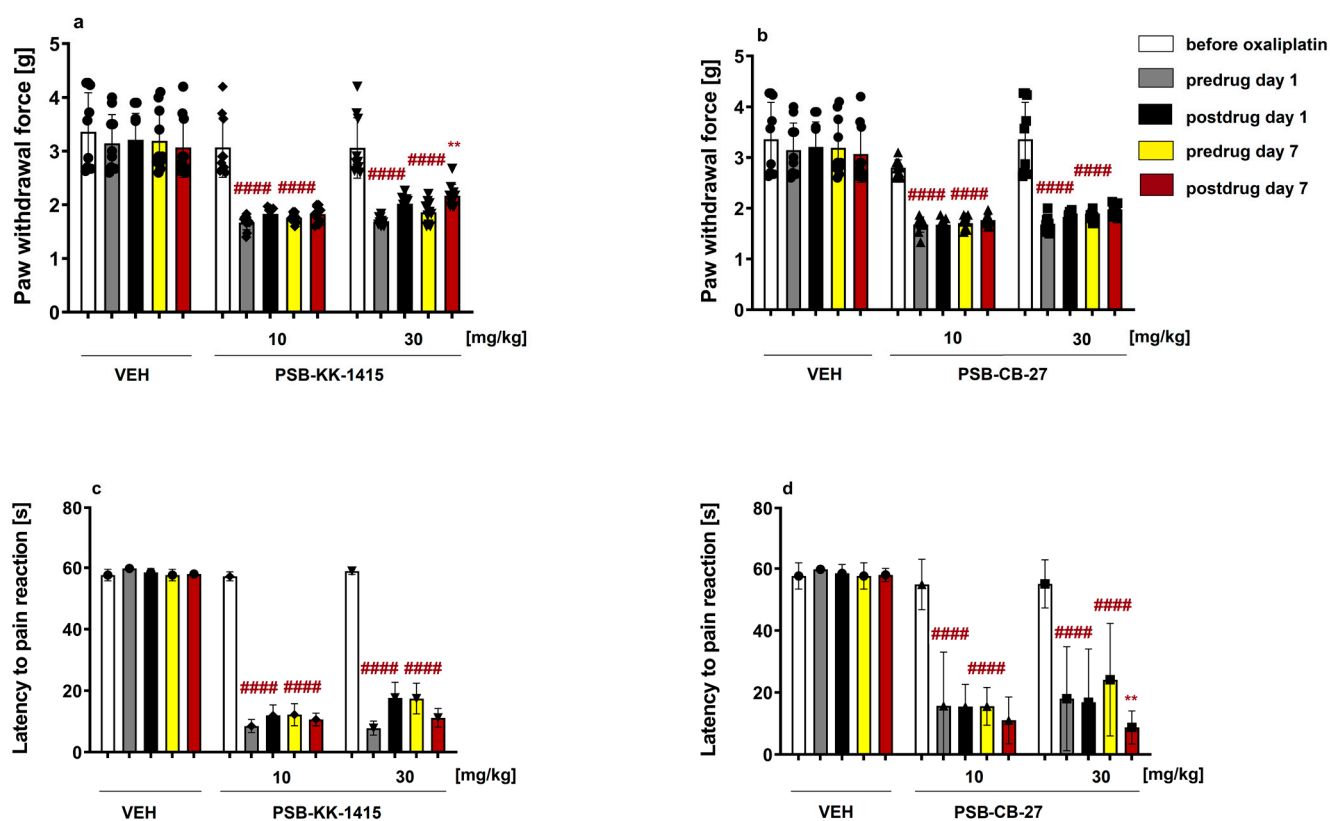 a
Paw withdrawal force [g]
5
4
3
2
1
0
####
####
####
####
**
10
30
[mg/kg]
VEH
PSB-KK-1415
b
Paw withdrawal force [g]
5
4
3
2
1
0
####
####
####
####
10
30
[mg/kg]
VEH
PSB-CB-27
before oxaliplatin
predrug day 1
postdrug day 1
predrug day 7
postdrug day 7
c
Latency to pain reaction [s]
80
60
40
20
0
####
####
####
####
10
30
[mg/kg]
VEH
PSB-KK-1415
d
Latency to pain reaction [s]
80
60
40
20
0
####
####
####
####
**
10
30
[mg/kg]
VEH
PSB-CB-27